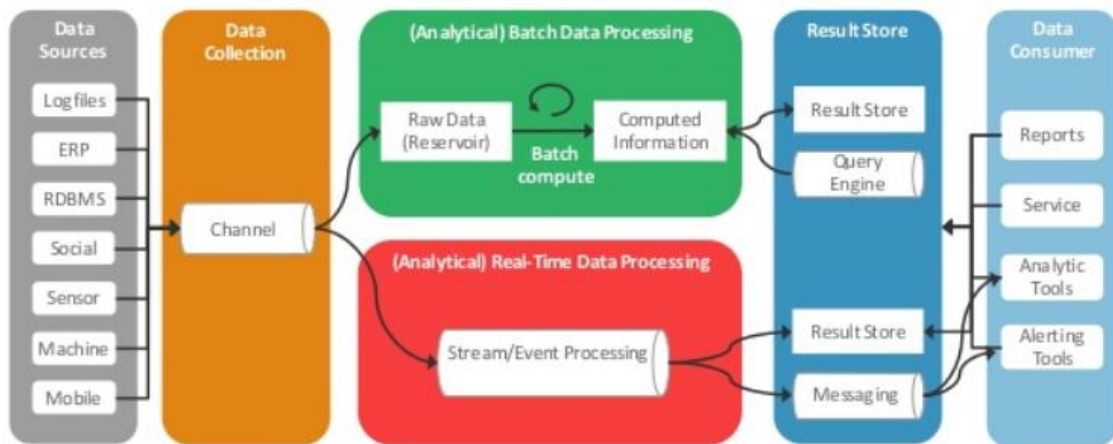 Data
Sources
Logfiles
ERP
RDBMS
Social
Sensor
Machine
Mobile
Data
Collection
Channel
(Analytical) Batch Data Processing
Raw Data
(Reservoir)
Batch
compute
Computed
Information
(Analytical) Real-Time Data Processing
Stream/Event Processing
Result Store
Result Store
Query
Engine
Result Store
Messaging
Data
Consumer
Reports
Service
Analytic
Tools
Alerting
Tools